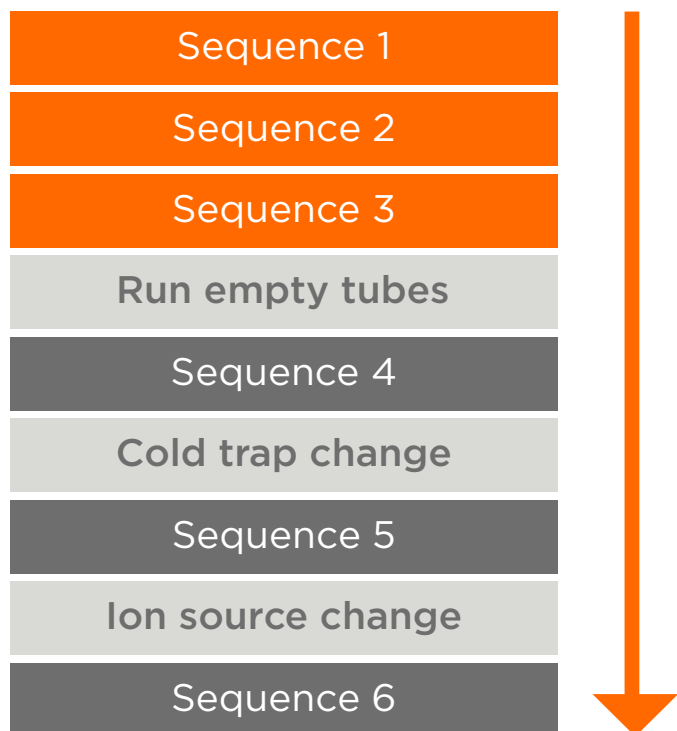 Sequence 1
Sequence 2
Sequence 3
Run empty tubes
Sequence 4
Cold trap change
Sequence 5
Ion source change
Sequence 6